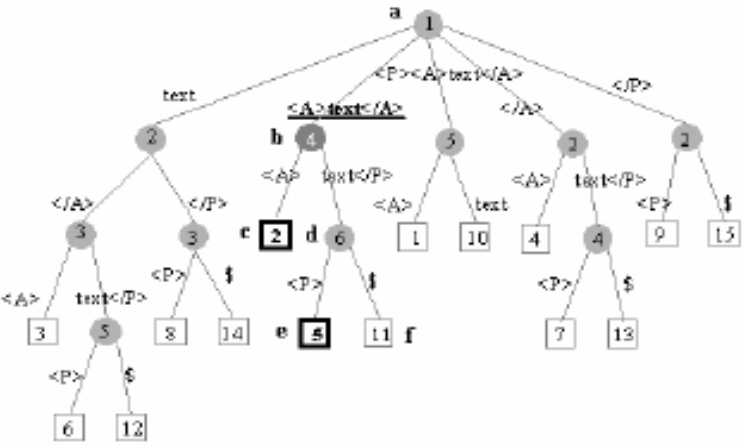 a 1
<P><A>text</A>
text </A> </P>
<A>text</A>
2 b 4 5 2 2
<A> text</P>
</A> </P> <A> text <A> text</P> <P> $
3 3 c 2 d 6 1 10 4 4 9 15
<A> text</P> <P> $ <P> $ <P> $
3 5 8 14 e 5 11 f 7 13
<P> $
6 12